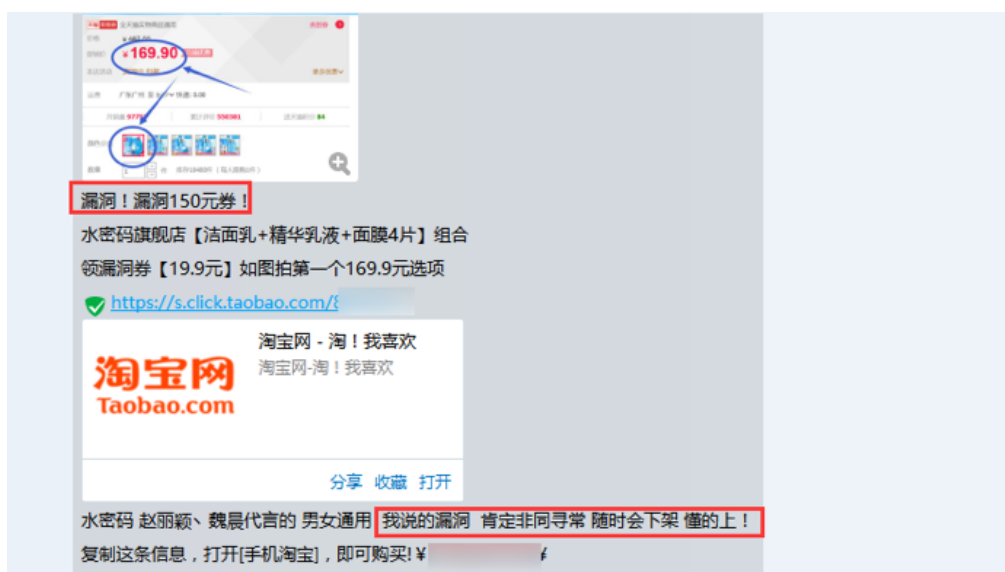 ¥169.90
漏洞！漏洞150元券！
水密码旗舰店【洁面乳+精华乳液+面膜4片】组合
领漏洞券【19.9元】如图拍第一个169.9元选项
https://s.click.taobao.com/
淘宝网 - 淘！我喜欢
淘宝网-淘！我喜欢
淘宝网
Taobao.com
分享 收藏 打开
水密码 赵丽颖、魏晨代言的 男女通用 我说的漏洞 肯定非同寻常 随时会下架 懂的上！
复制这条信息，打开[手机淘宝]，即可购买!¥ ¥